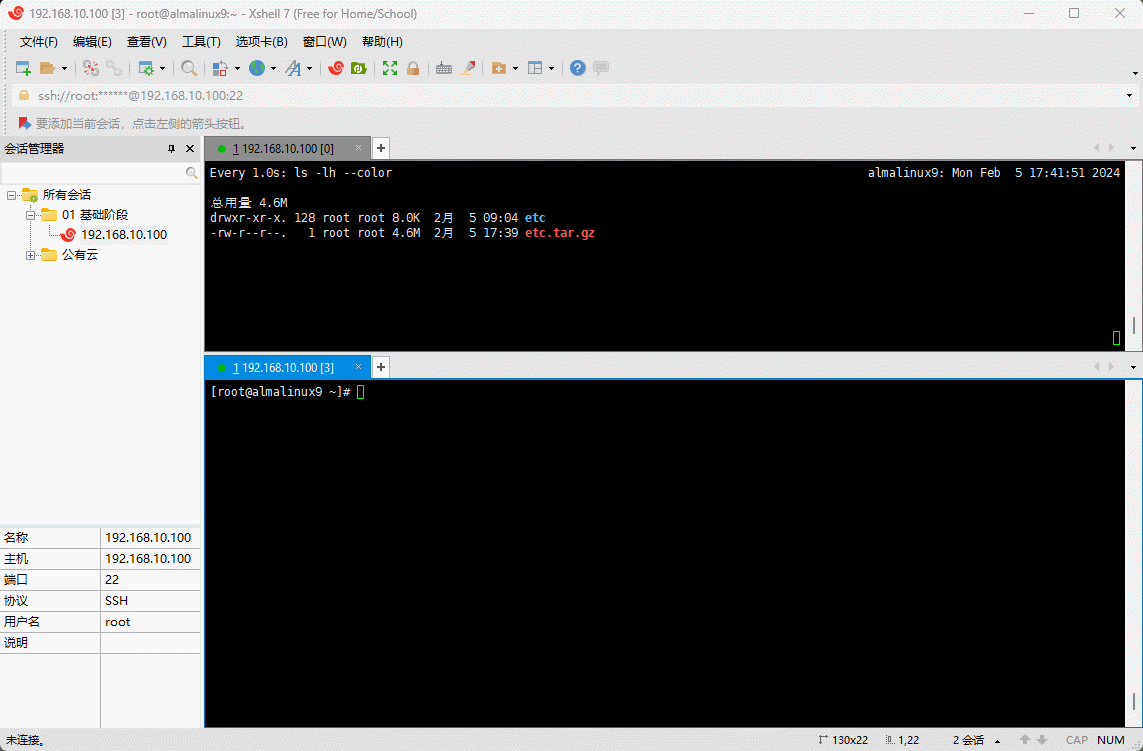 192.168.10.100 [3] - root@almalinux9:~ - Xshell 7 (Free for Home/School)
文件(F) 编辑(E) 查看(V) 工具(T) 选项卡(B) 窗口(W) 帮助(H)
ssh://root:******@192.168.10.100:22
要添加当前会话，点击左侧的箭头按钮。
会话管理器
所有会话
01 基础阶段
192.168.10.100
公有云
名称 192.168.10.100
主机 192.168.10.100
端口 22
协议 SSH
用户名 root
说明
1 192.168.10.100 [0]
Every 1.0s: ls -lh --color almalinux9: Mon Feb  5 17:41:51 2024
总用量 4.6M
drwxr-xr-x. 128 root root 8.0K  2月  5 09:04 etc
-rw-r--r--.   1 root root 4.6M  2月  5 17:39 etc.tar.gz
1 192.168.10.100 [3]
[root@almalinux9 ~]#
未连接。 130x22 1,22 2 会话 CAP NUM